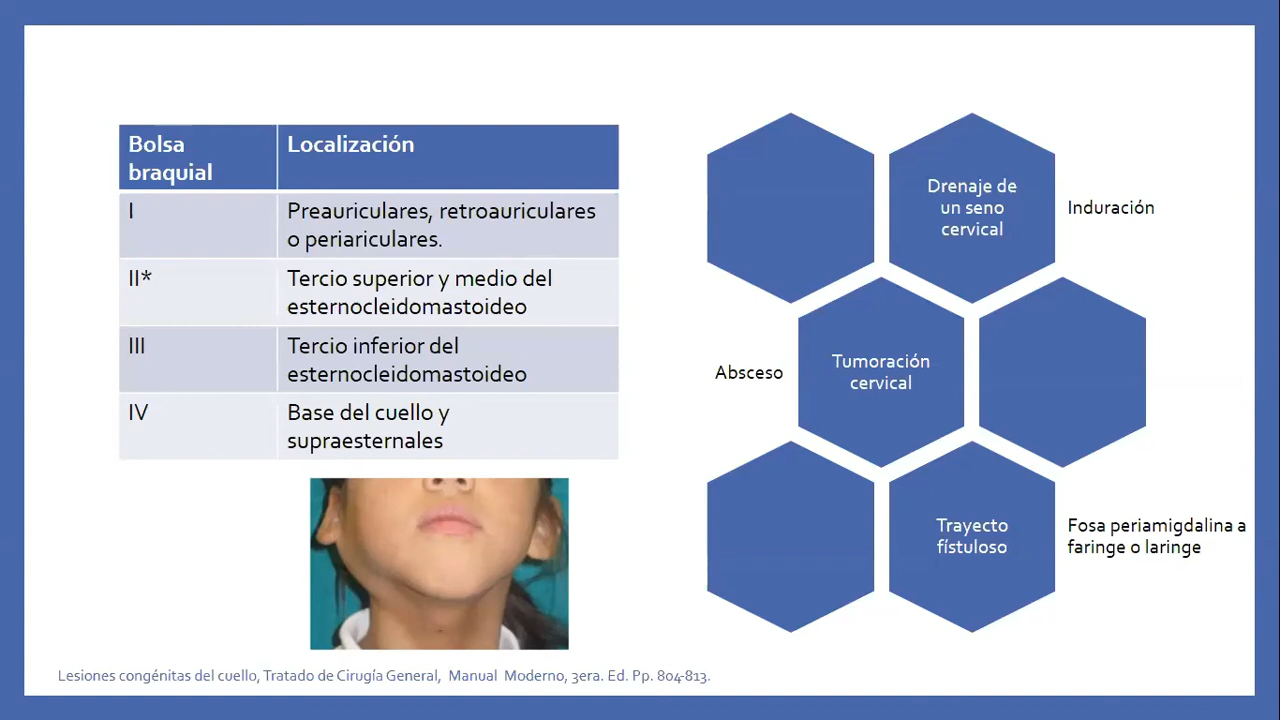 Bolsa
braquial
Localización
I
Preauriculares, retroauriculares
o periariculares.
II*
Tercio superior y medio del
esternocleidomastoideo
III
Tercio inferior del
esternocleidomastoideo
IV
Base del cuello y
supraesternales
Drenaje de
un seno
cervical
Induración
Absceso
Tumoración
cervical
Trayecto
fístuloso
Fosa periamigdalina a
faringe o laringe
Lesiones congénitas del cuello, Tratado de Cirugía General, Manual Moderno, 3era. Ed. Pp. 804-813.